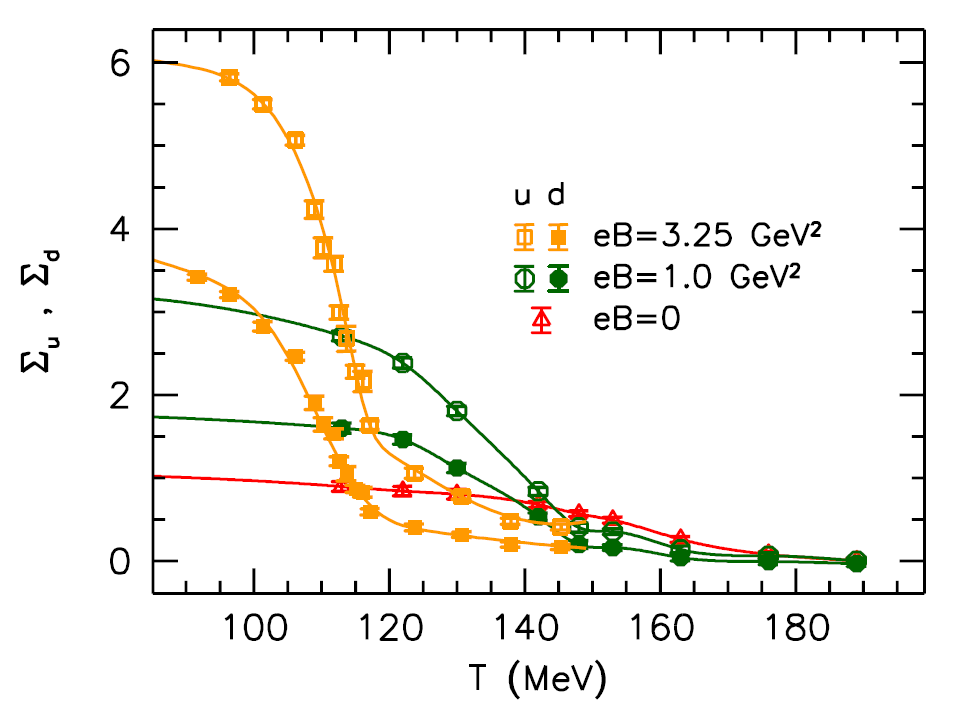 6
4
2
0
Σu , Σd
u d
eB=3.25 GeV²
eB=1.0 GeV²
eB=0
100 120 140 160 180
T (MeV)